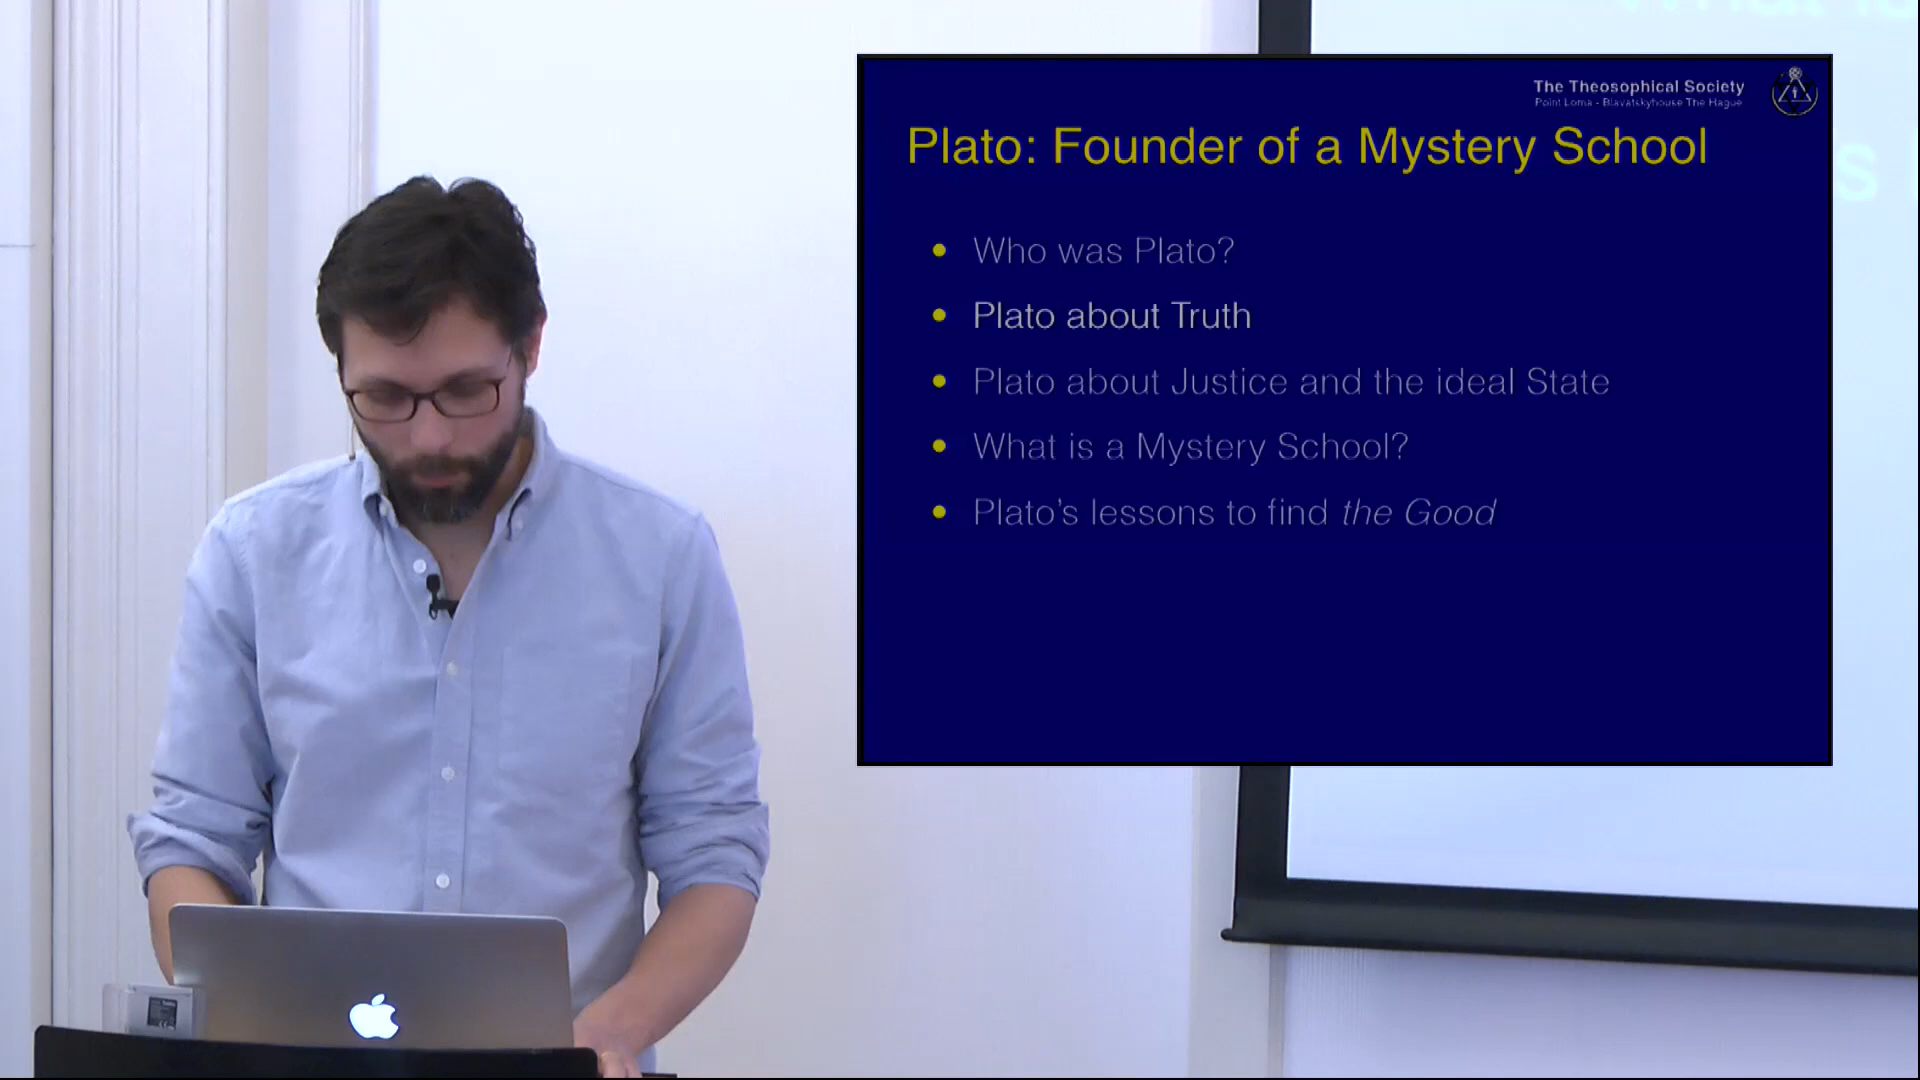 The Theosophical Society
Point Loma - Blavatskyhouse The Hague
Plato: Founder of a Mystery School
Who was Plato?
Plato about Truth
Plato about Justice and the ideal State
What is a Mystery School?
Plato's lessons to find the Good